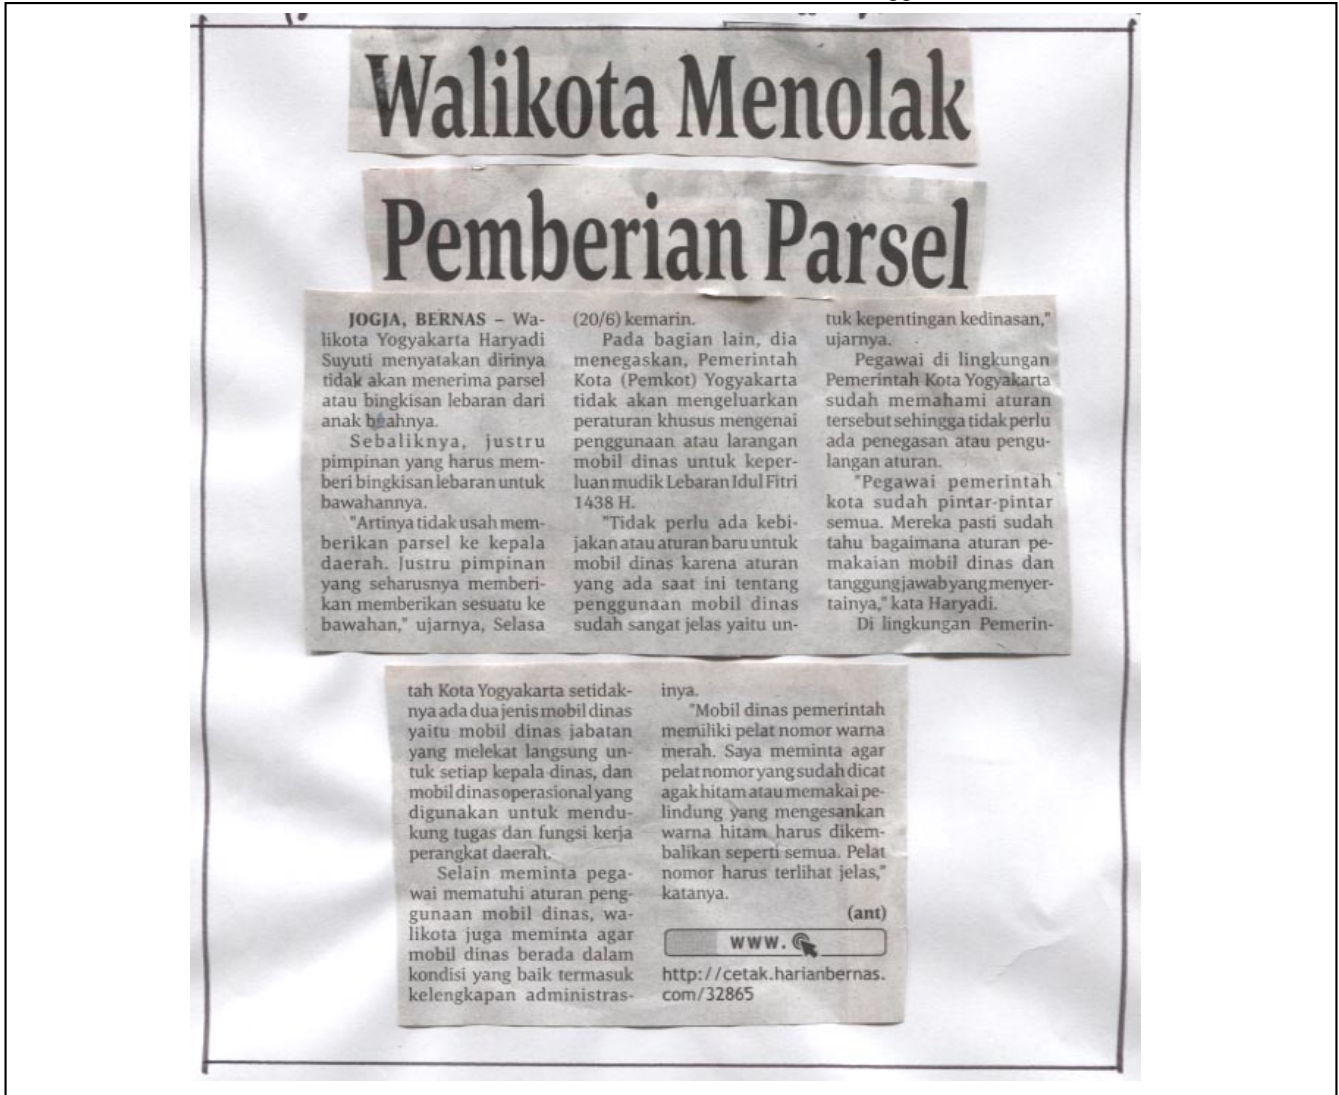 Walikota Menolak
Pemberian Parsel
JOGJA, BERNAS – Wa-
likota Yogyakarta Haryadi
Suyuti menyatakan dirinya
tidak akan menerima parsel
atau bingkisan lebaran dari
anak buahnya.
Sebaliknya, justru
pimpinan yang harus mem-
beri bingkisan lebaran untuk
bawahannya.
"Artinya tidak usah mem-
berikan parsel ke kepala
daerah. Justru pimpinan
yang seharusnya memberi-
kan memberikan sesuatu ke
bawahan," ujarnya, Selasa
(20/6) kemarin.
Pada bagian lain, dia
menegaskan, Pemerintah
Kota (Pemkot) Yogyakarta
tidak akan mengeluarkan
peraturan khusus mengenai
penggunaan atau larangan
mobil dinas untuk keper-
luan mudik Lebaran Idul Fitri
1438 H.
"Tidak perlu ada kebi-
jakan atau aturan baru untuk
mobil dinas karena aturan
yang ada saat ini tentang
penggunaan mobil dinas
sudah sangat jelas yaitu un-
tuk kepentingan kedinasan,"
ujarnya.
Pegawai di lingkungan
Pemerintah Kota Yogyakarta
sudah memahami aturan
tersebut sehingga tidak perlu
ada penegasan atau pengu-
langan aturan.
"Pegawai pemerintah
kota sudah pintar-pintar
semua. Mereka pasti sudah
tahu bagaimana aturan pe-
makaian mobil dinas dan
tanggung jawab yang menyer-
tainya," kata Haryadi.
Di lingkungan Pemerin-
tah Kota Yogyakarta setidak-
nya ada dua jenis mobil dinas
yaitu mobil dinas jabatan
yang melekat langsung un-
tuk setiap kepala dinas, dan
mobil dinas operasional yang
digunakan untuk mendu-
kung tugas dan fungsi kerja
perangkat daerah.
Selain meminta pega-
wai mematuhi aturan peng-
gunaan mobil dinas, wa-
likota juga meminta agar
mobil dinas berada dalam
kondisi yang baik termasuk
kelengkapan administras-
inya.
"Mobil dinas pemerintah
memiliki pelat nomor warna
merah. Saya meminta agar
pelat nomor yang sudah dicat
agak hitam atau memakai pe-
lindung yang mengesankan
warna hitam harus dikem-
balikan seperti semua. Pelat
nomor harus terlihat jelas,"
katanya.
(ant)
www.
http://cetak.harianbernas.
com/32865